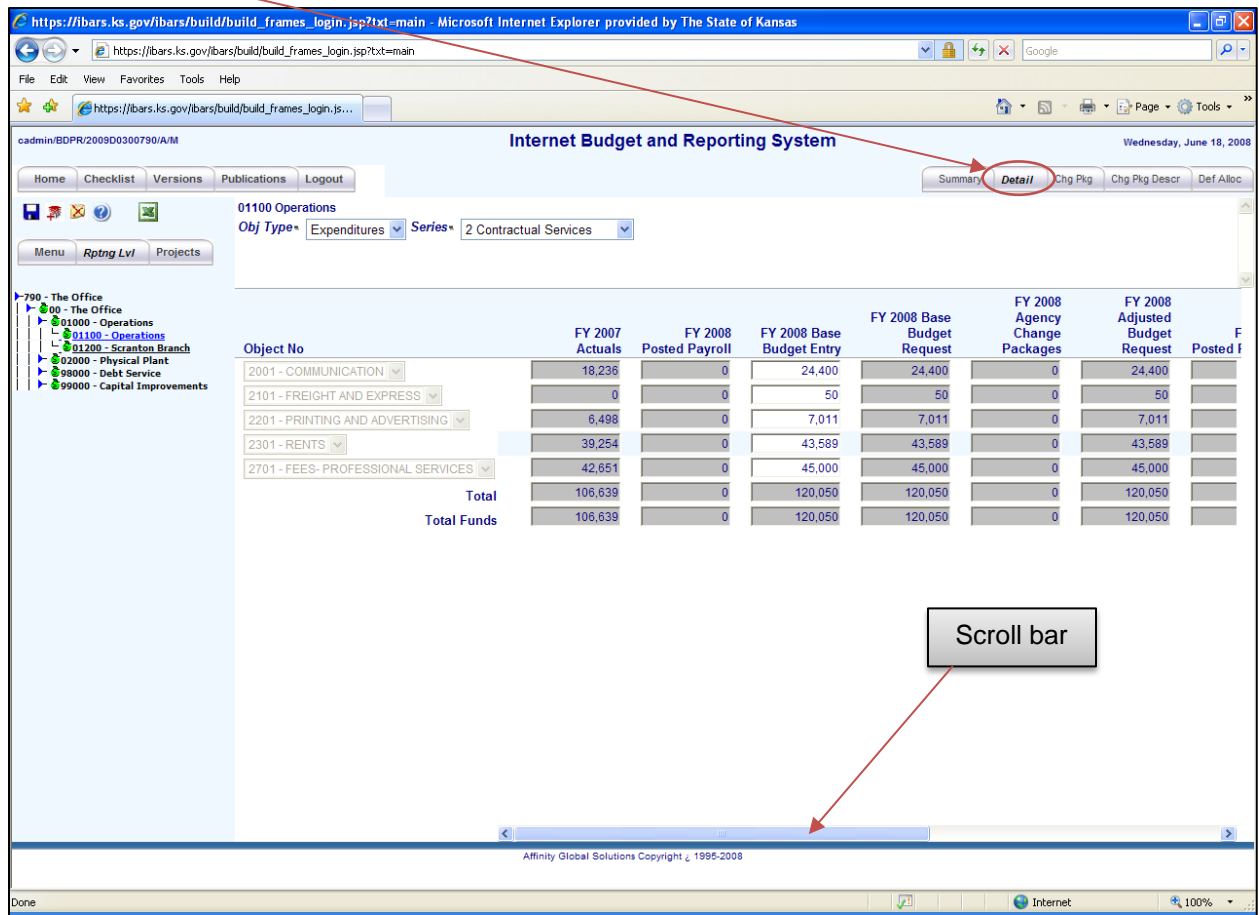 https://ibars.ks.gov/ibars/build/build_frames_login.jsp?txt=main - Microsoft Internet Explorer provided by The State of Kansas
https://ibars.ks.gov/ibars/build/build_frames_login.jsp?txt=main
Google
File Edit View Favorites Tools Help
https://ibars.ks.gov/ibars/build/build_frames_login.js...
Page Tools
cadmin/BDPR/2009D0300790/A/M
Internet Budget and Reporting System
Wednesday, June 18, 2008
Home Checklist Versions Publications Logout
Summary Detail Chg Pkg Chg Pkg Descr Def Alloc
01100 Operations
Obj Type* Expenditures Series* 2 Contractual Services
Menu Rptng Lvl Projects
790 - The Office
00 - The Office
01000 - Operations
01100 - Operations
01200 - Scranton Branch
02000 - Physical Plant
98000 - Debt Service
99000 - Capital Improvements
FY 2008 FY 2008
FY 2008 Base Agency Adjusted
FY 2007 FY 2008 FY 2008 Base Budget Change Budget F
Object No Actuals Posted Payroll Budget Entry Request Packages Request Posted P
2001 - COMMUNICATION 18,236 0 24,400 24,400 0 24,400
2101 - FREIGHT AND EXPRESS 0 0 50 50 0 50
2201 - PRINTING AND ADVERTISING 6,498 0 7,011 7,011 0 7,011
2301 - RENTS 39,254 0 43,589 43,589 0 43,589
2701 - FEES- PROFESSIONAL SERVICES 42,651 0 45,000 45,000 0 45,000
Total 106,639 0 120,050 120,050 0 120,050
Total Funds 106,639 0 120,050 120,050 0 120,050
Scroll bar
Affinity Global Solutions Copyright ¿ 1995-2008
Done Internet 100%